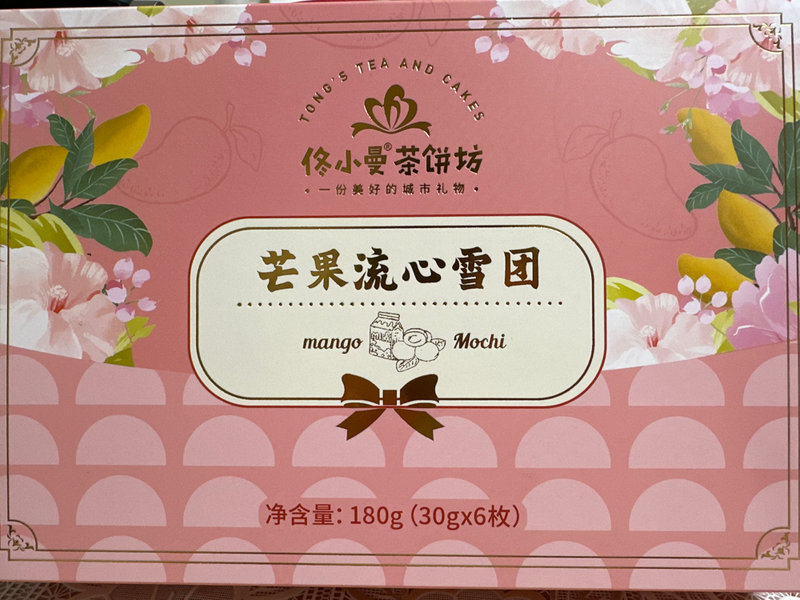 TONG'S TEA AND CAKES
佟小曼®茶饼坊
·一份美好的城市礼物·
芒果流心雪团
mango Mochi
净含量: 180g (30gx6枚)